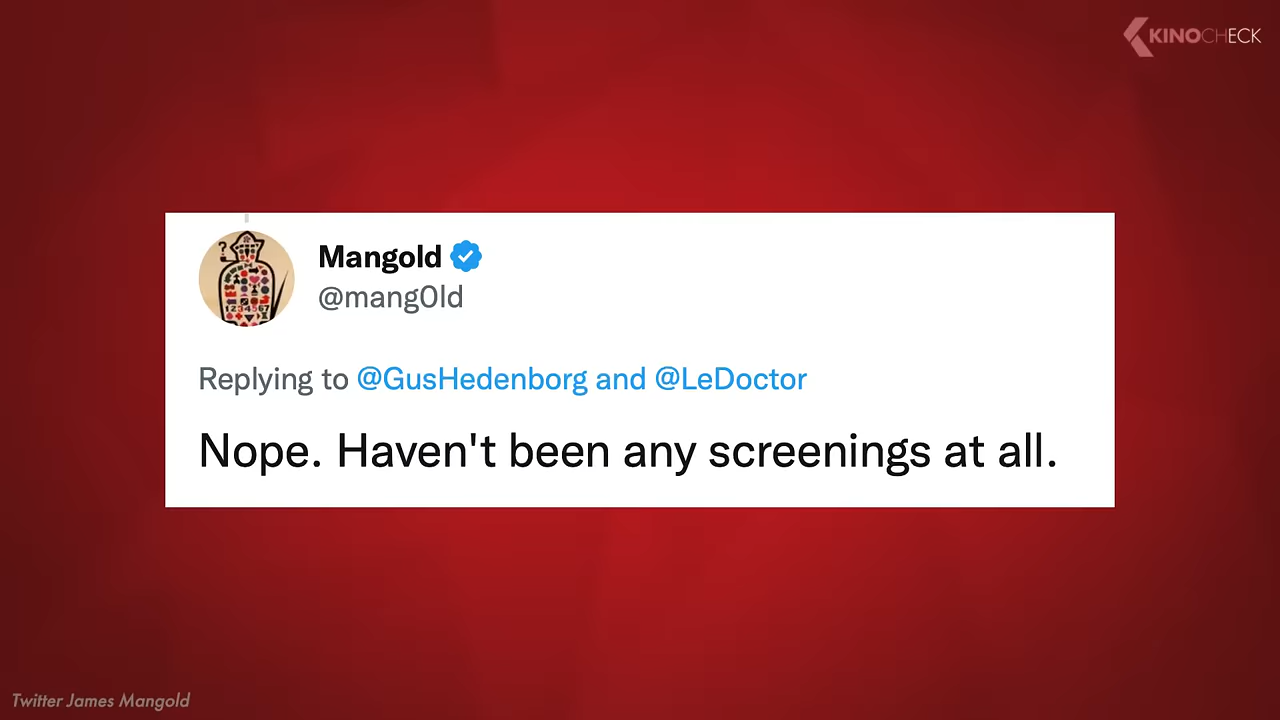 KINOCHECK
Mangold
@mang0ld
Replying to @GusHedenborg and @LeDoctor
Nope. Haven't been any screenings at all.
Twitter James Mangold